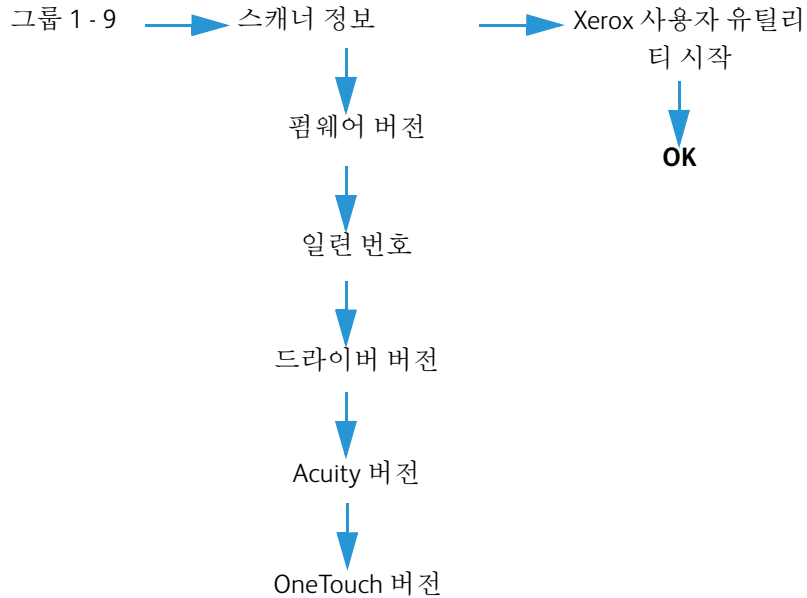 그룹 1 - 9
스캐너 정보
Xerox 사용자 유틸리
티 시작
OK
펌웨어 버전
일련 번호
드라이버 버전
Acuity 버전
OneTouch 버전